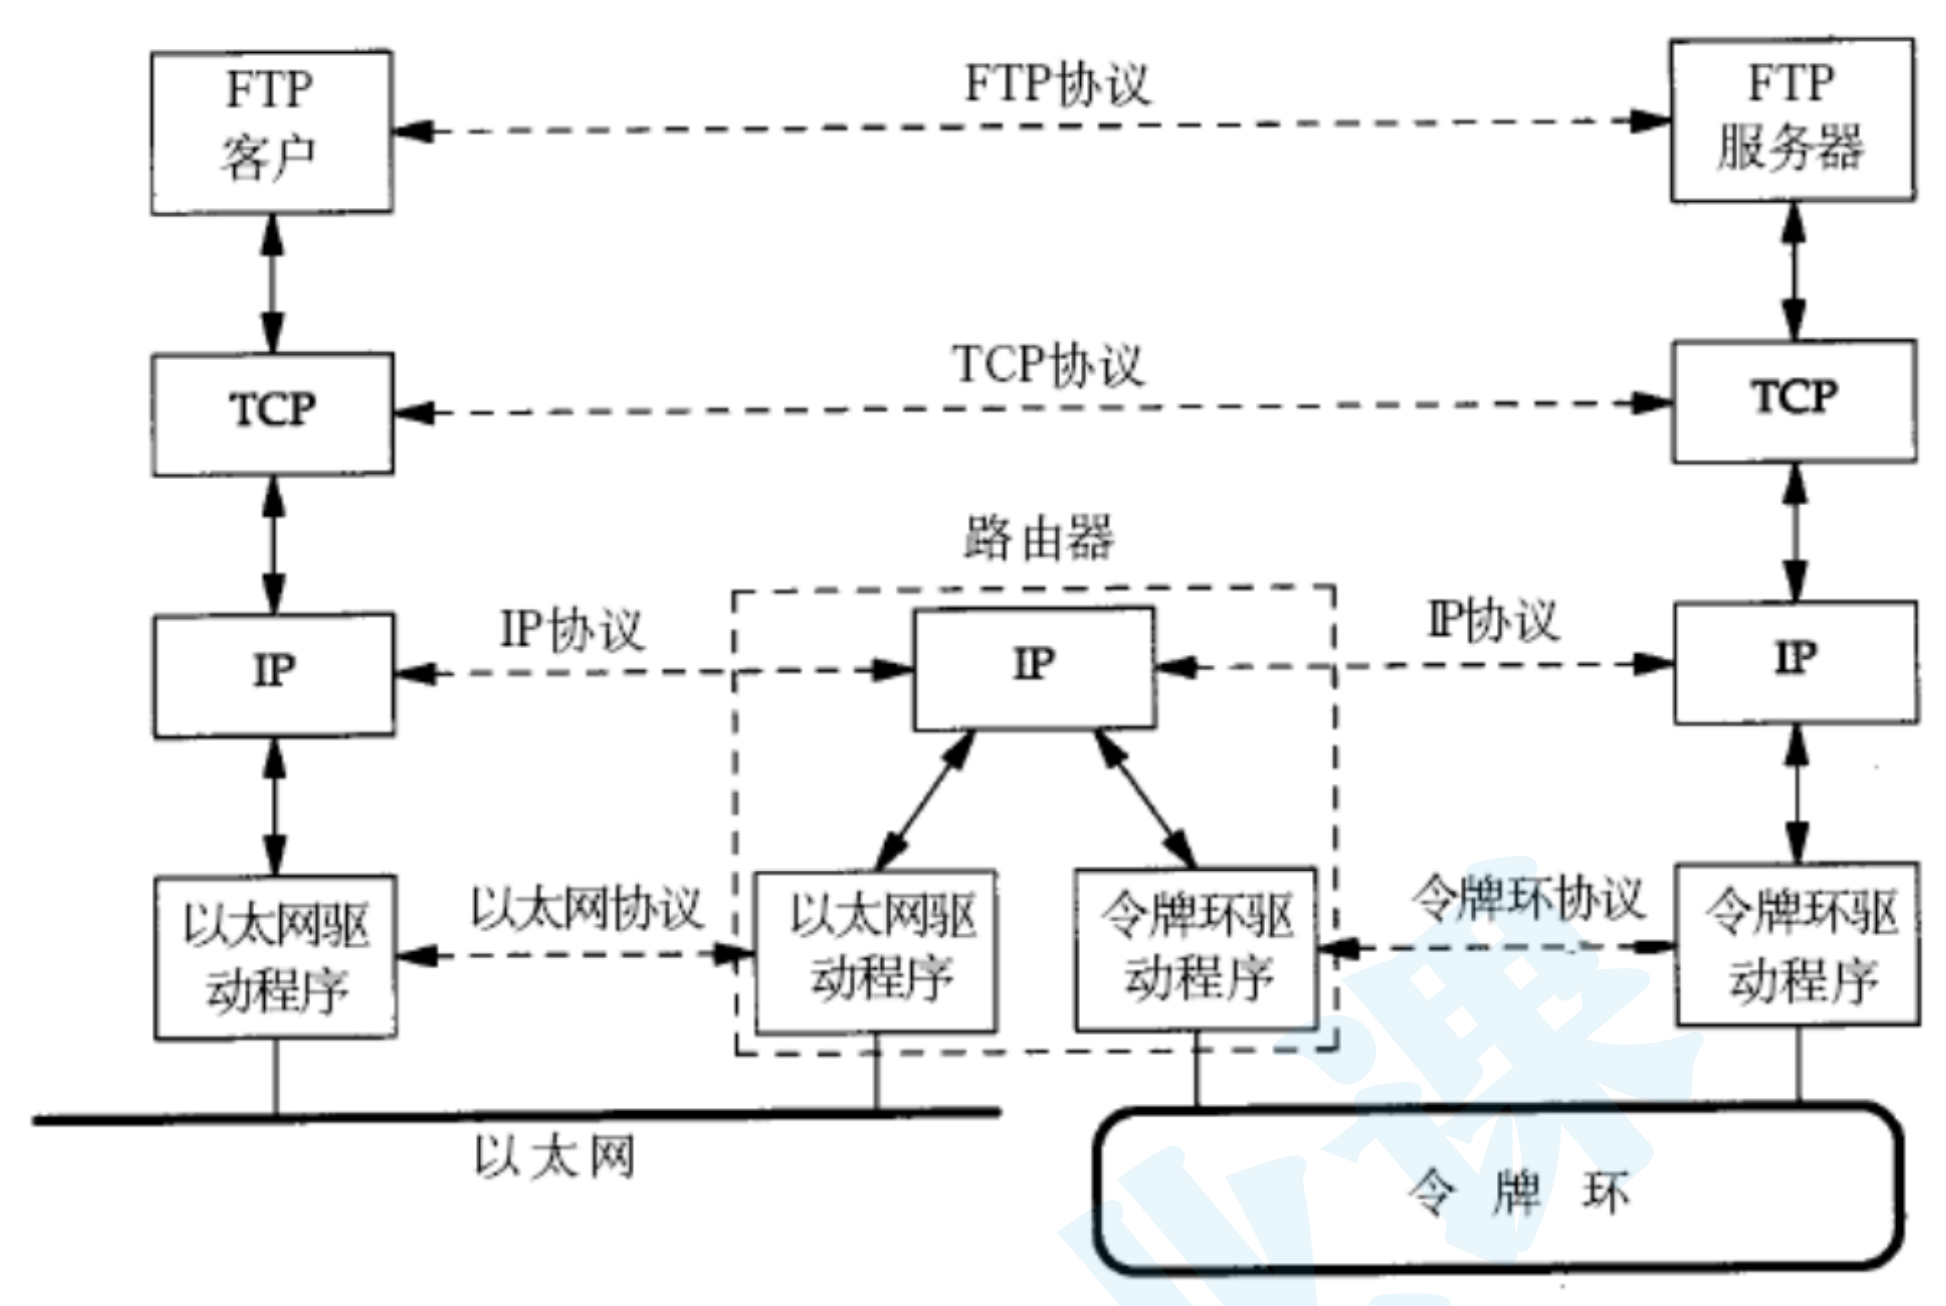 FTP
客户
FTP协议
FTP
服务器
TCP
TCP协议
TCP
路由器
IP
IP协议
IP
IP协议
IP
以太网驱
动程序
以太网协议
以太网驱
动程序
令牌环驱
动程序
令牌环协议
令牌环驱
动程序
以太网
令牌环